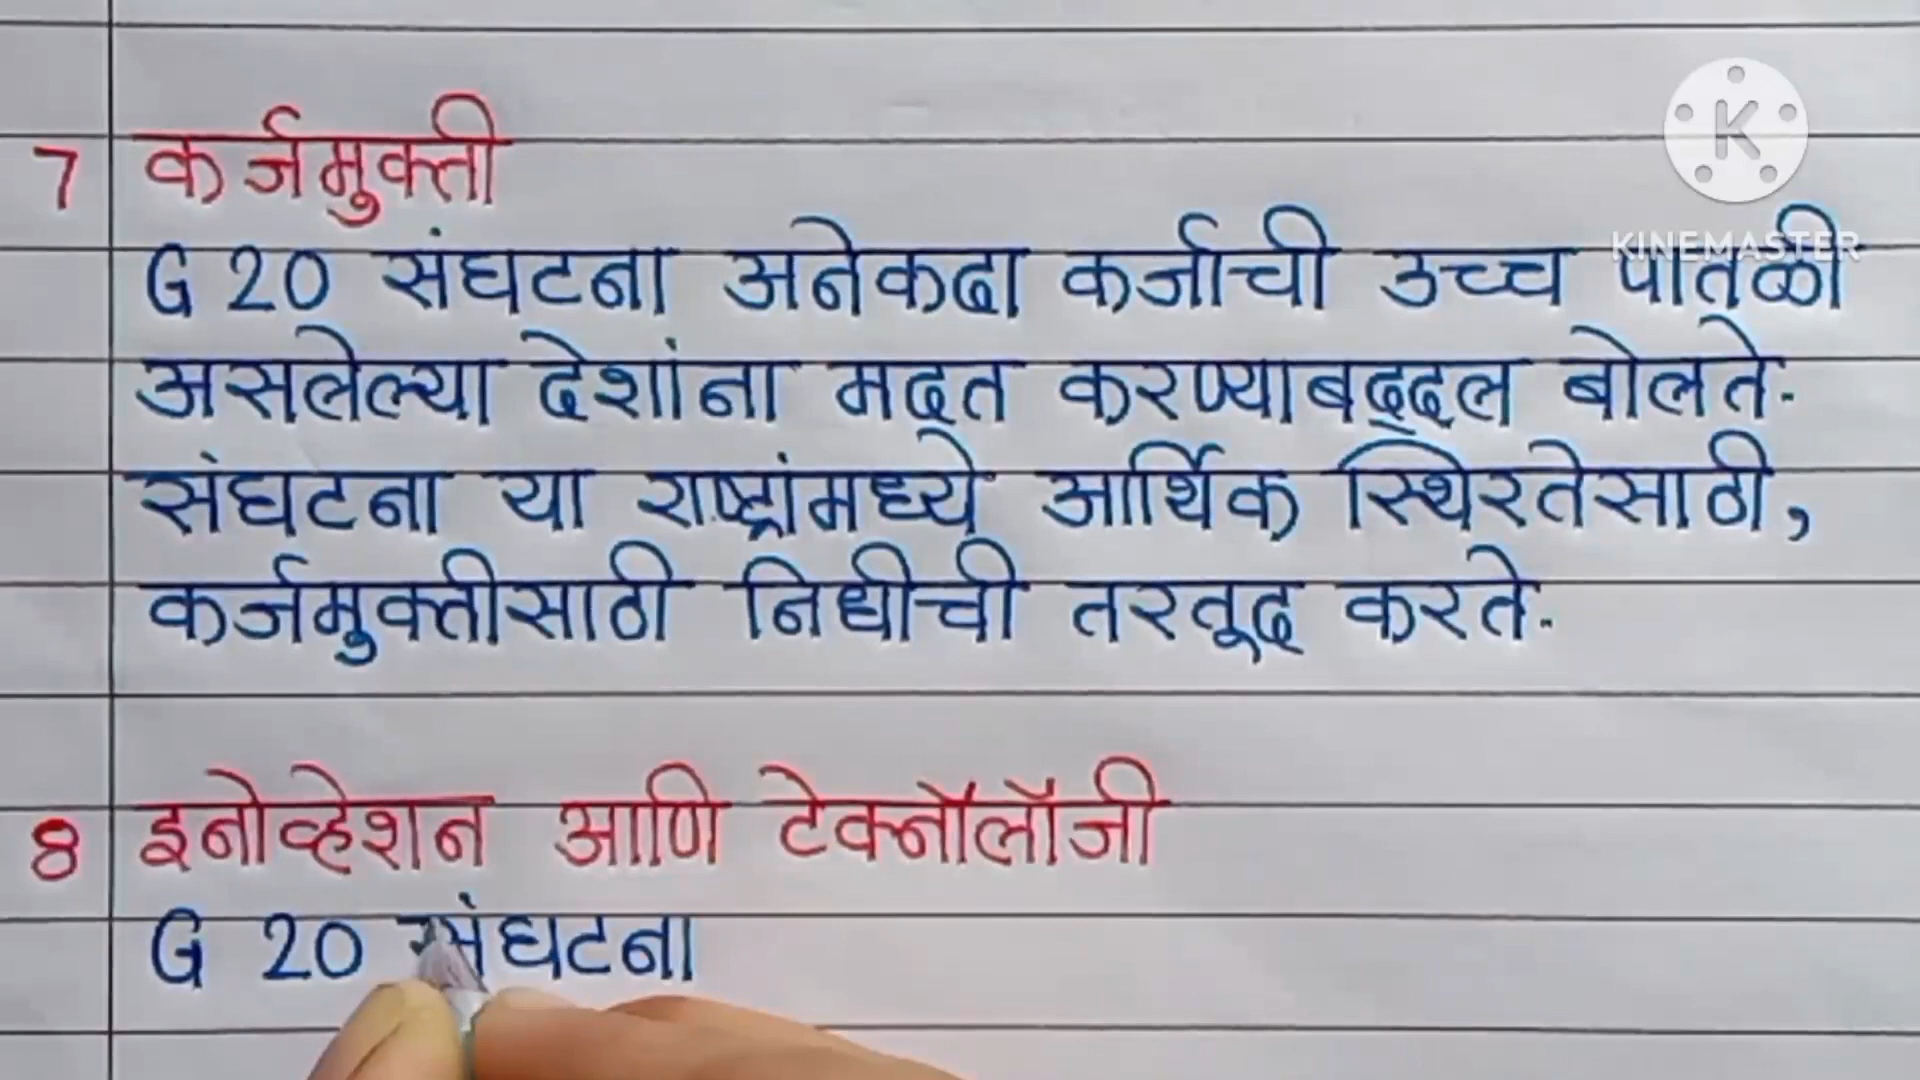 KINEMASTER
7 कर्जमुक्ती
G 20 संघटना अनेकदा कर्जाची उच्च पातळी
असलेल्या देशांना मदत करण्याबद्दल बोलते.
संघटना या राष्ट्रांमध्ये आर्थिक स्थिरतेसाठी,
कर्जमुक्तीसाठी निधीची तरतूद करते.
8 इनोव्हेशन आणि टेक्नॉलॉजी
G 20 संघटना